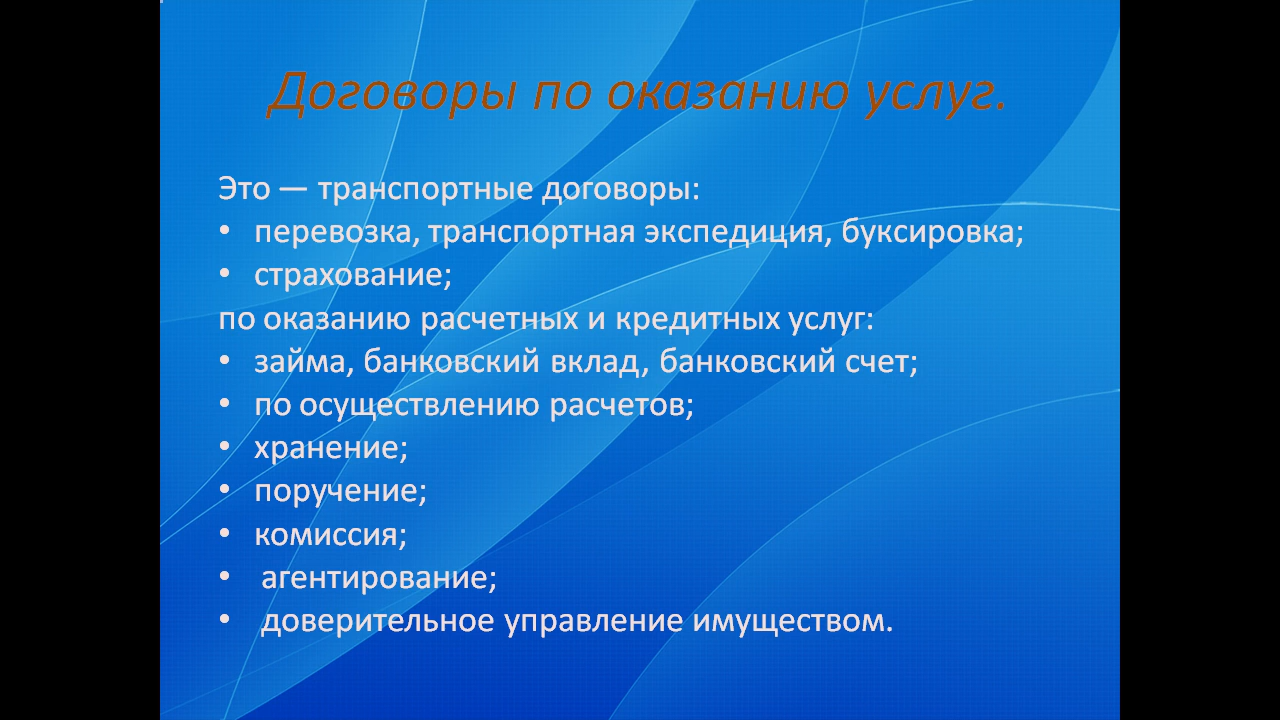 Договоры по оказанию услуг.
Это — транспортные договоры:
• перевозка, транспортная экспедиция, буксировка;
• страхование;
по оказанию расчетных и кредитных услуг:
• займа, банковский вклад, банковский счет;
• по осуществлению расчетов;
• хранение;
• поручение;
• комиссия;
• агентирование;
• доверительное управление имуществом.